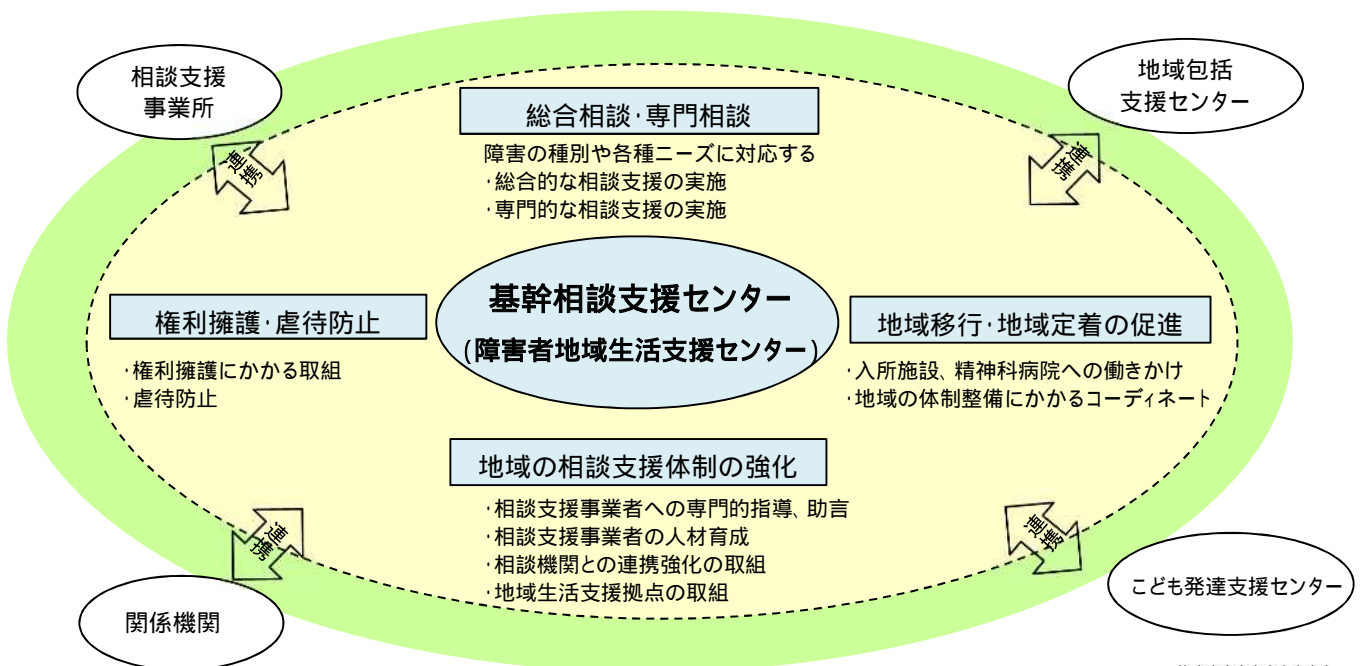 相談支援
事業所
地域包括
支援センター
総合相談・専門相談
障害の種別や各種ニーズに対応する
・総合的な相談支援の実施
・専門的な相談支援の実施
連携
連携
基幹相談支援センター
(障害者地域生活支援センター)
権利擁護・虐待防止
・権利擁護にかかる取組
・虐待防止
地域移行・地域定着の促進
・入所施設、精神科病院への働きかけ
・地域の体制整備にかかるコーディネート
地域の相談支援体制の強化
・相談支援事業者への専門的指導、助言
・相談支援事業者の人材育成
・相談機関との連携強化の取組
・地域生活支援拠点の取組
連携
連携
関係機関
こども発達支援センター